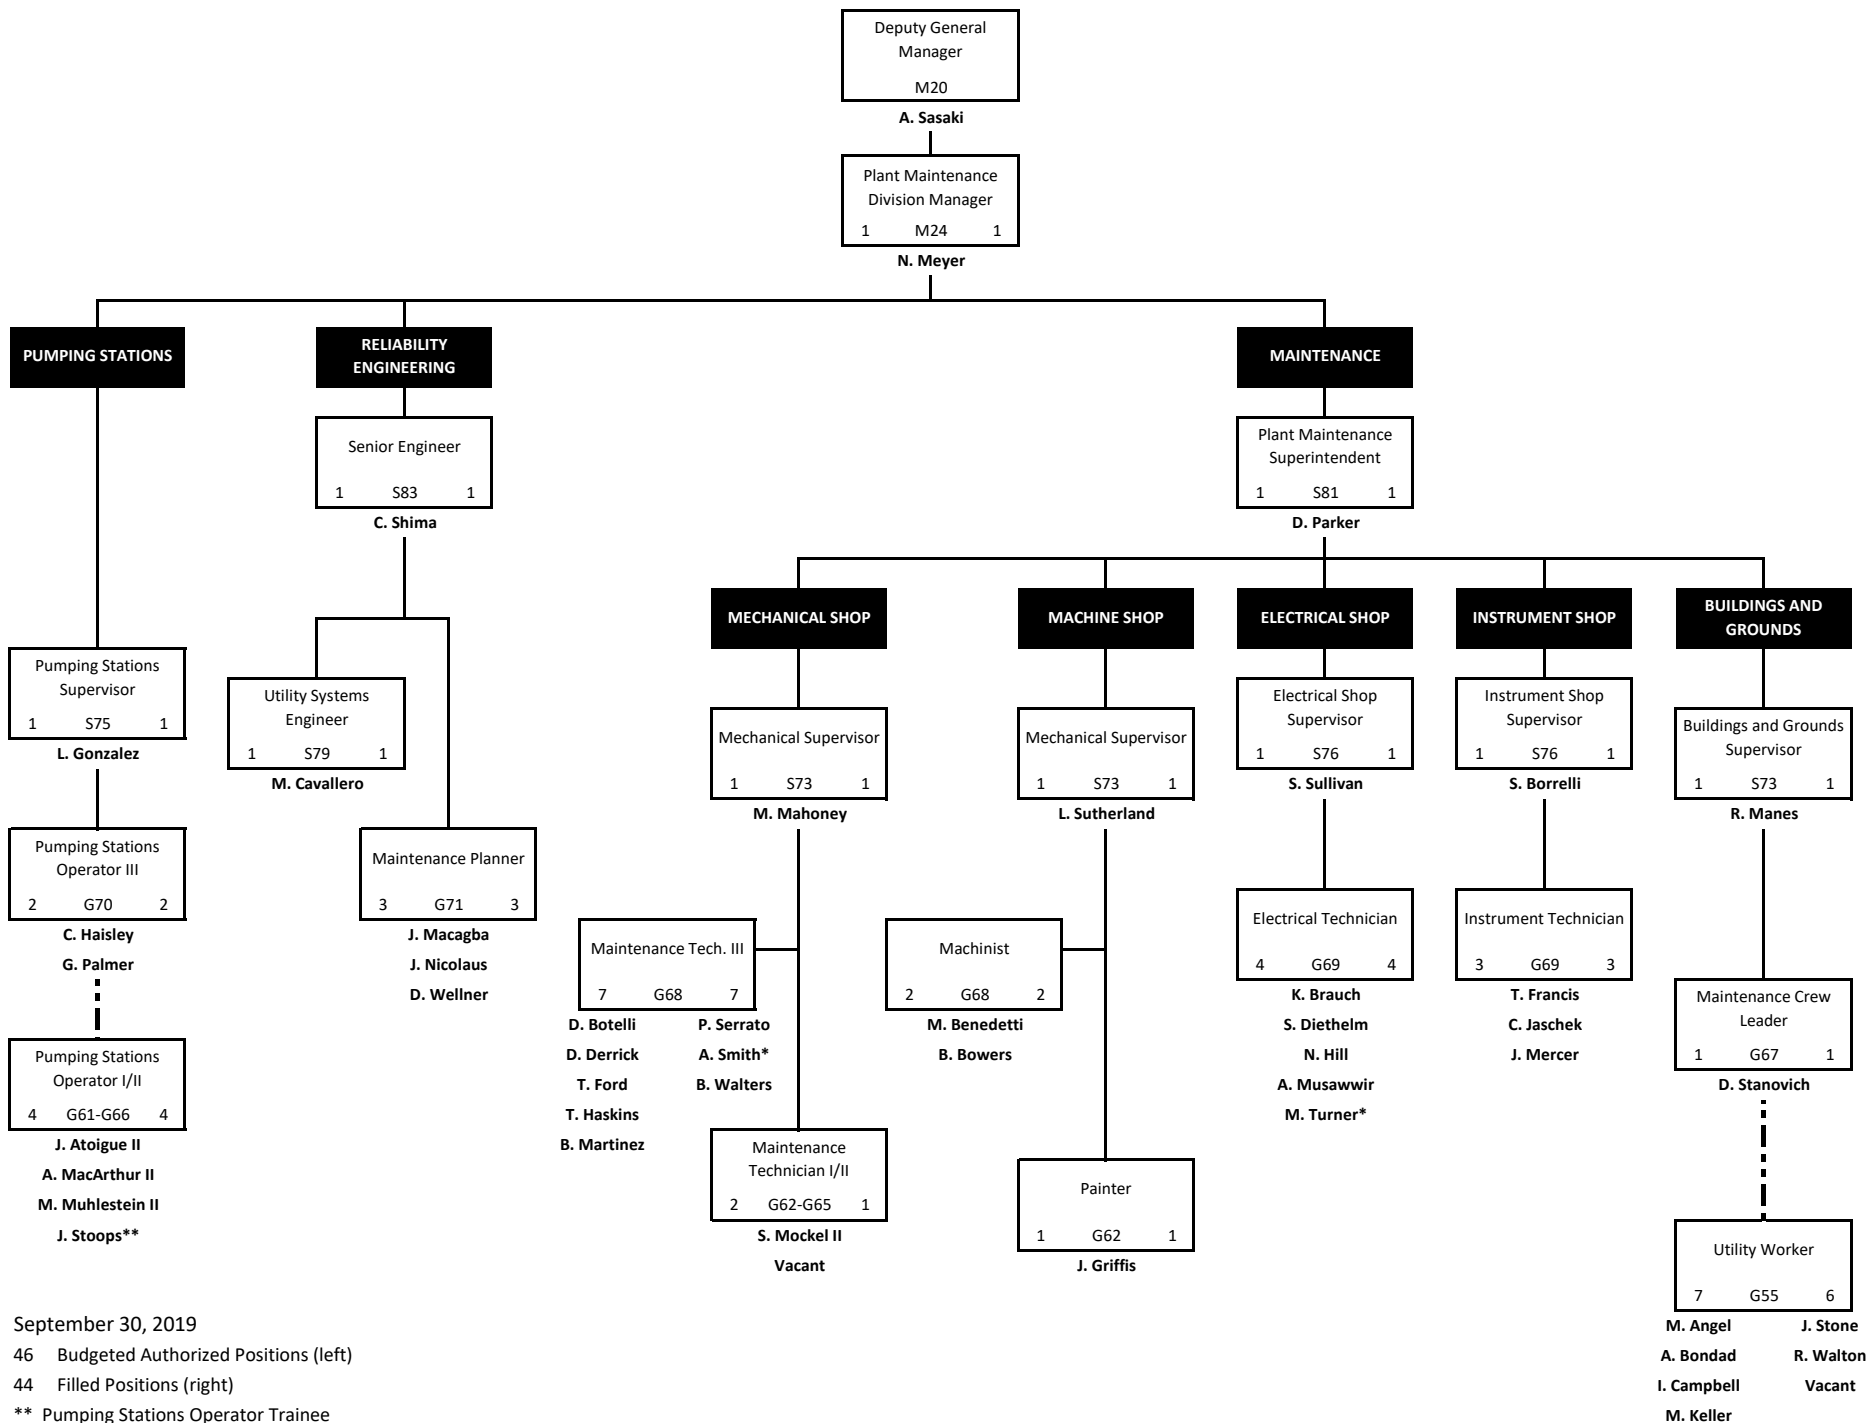 Deputy General
Manager
M20
A. Sasaki
Plant Maintenance
Division Manager
1 M24 1
N. Meyer
PUMPING STATIONS
Pumping Stations
Supervisor
1 S75 1
L. Gonzalez
Pumping Stations
Operator III
2 G70 2
C. Haisley
G. Palmer
Pumping Stations
Operator I/II
4 G61-G66 4
J. Atoigue II
A. MacArthur II
M. Muhlestein II
J. Stoops**
RELIABILITY
ENGINEERING
Senior Engineer
1 S83 1
C. Shima
Utility Systems
Engineer
1 S79 1
M. Cavallero
Maintenance Planner
3 G71 3
J. Macagba
J. Nicolaus
D. Wellner
MAINTENANCE
Plant Maintenance
Superintendent
1 S81 1
D. Parker
MECHANICAL SHOP
Mechanical Supervisor
1 S73 1
M. Mahoney
Maintenance Tech. III
7 G68 7
D. Botelli P. Serrato
D. Derrick A. Smith*
T. Ford B. Walters
T. Haskins
B. Martinez
Maintenance
Technician I/II
2 G62-G65 1
S. Mockel II
Vacant
MACHINE SHOP
Mechanical Supervisor
1 S73 1
L. Sutherland
Machinist
2 G68 2
M. Benedetti
B. Bowers
Painter
1 G62 1
J. Griffis
ELECTRICAL SHOP
Electrical Shop
Supervisor
1 S76 1
S. Sullivan
Electrical Technician
4 G69 4
K. Brauch
S. Diethelm
N. Hill
A. Musawwir
M. Turner*
INSTRUMENT SHOP
Instrument Shop
Supervisor
1 S76 1
S. Borrelli
Instrument Technician
3 G69 3
T. Francis
C. Jaschek
J. Mercer
BUILDINGS AND
GROUNDS
Buildings and Grounds
Supervisor
1 S73 1
R. Manes
Maintenance Crew
Leader
1 G67 1
D. Stanovich
Utility Worker
7 G55 6
M. Angel J. Stone
A. Bondad R. Walton
I. Campbell Vacant
M. Keller
September 30, 2019
46 Budgeted Authorized Positions (left)
44 Filled Positions (right)
** Pumping Stations Operator Trainee